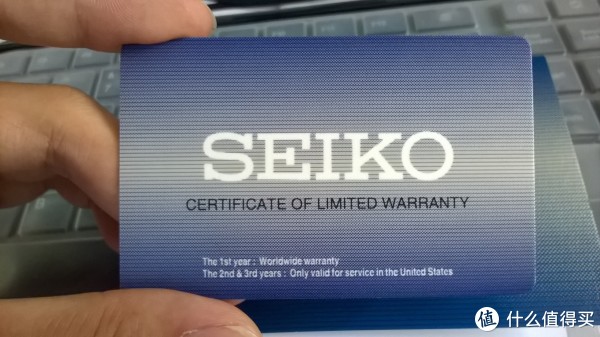 SEIKO
CERTIFICATE OF LIMITED WARRANTY
The 1st year : Worldwide warranty
The 2nd & 3rd years : Only valid for service in the United States
值 什么值得买